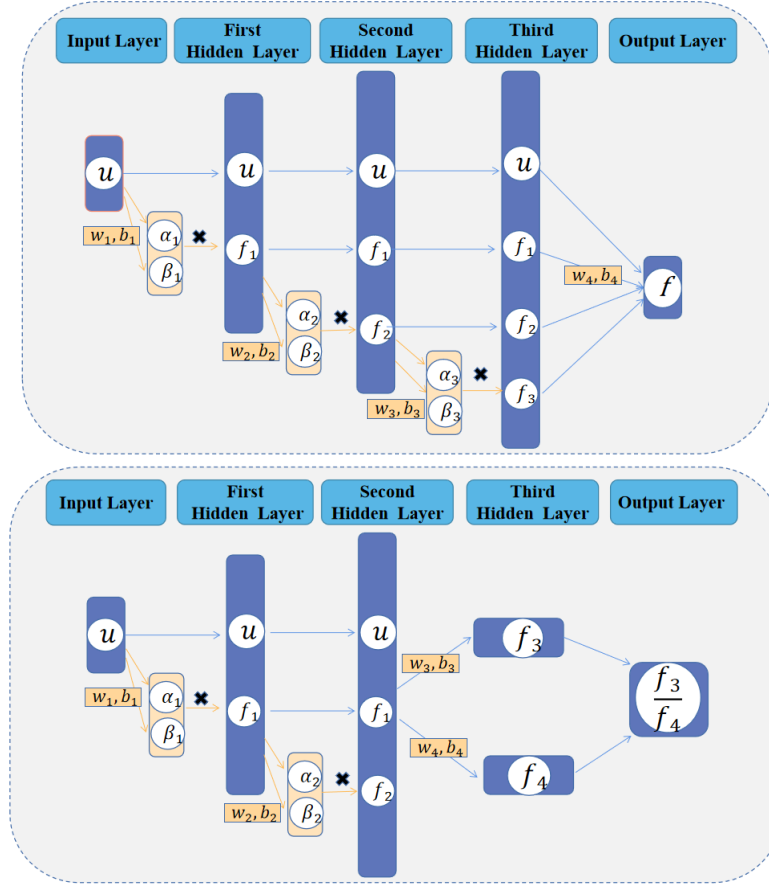 Input Layer
First
Hidden Layer
Second
Hidden Layer
Third
Hidden Layer
Output Layer
u
u
u
u
w₁, b₁
α₁
β₁
✖
f₁
f₁
f₁
w₄, b₄
f
w₂, b₂
α₂
β₂
✖
f₂
f₂
w₃, b₃
α₃
β₃
✖
f₃
Input Layer
First
Hidden Layer
Second
Hidden Layer
Third
Hidden Layer
Output Layer
u
u
u
w₃, b₃
f₃
w₁, b₁
α₁
β₁
✖
f₁
f₁
f₃
f₄
w₄, b₄
w₂, b₂
α₂
β₂
✖
f₂
f₄